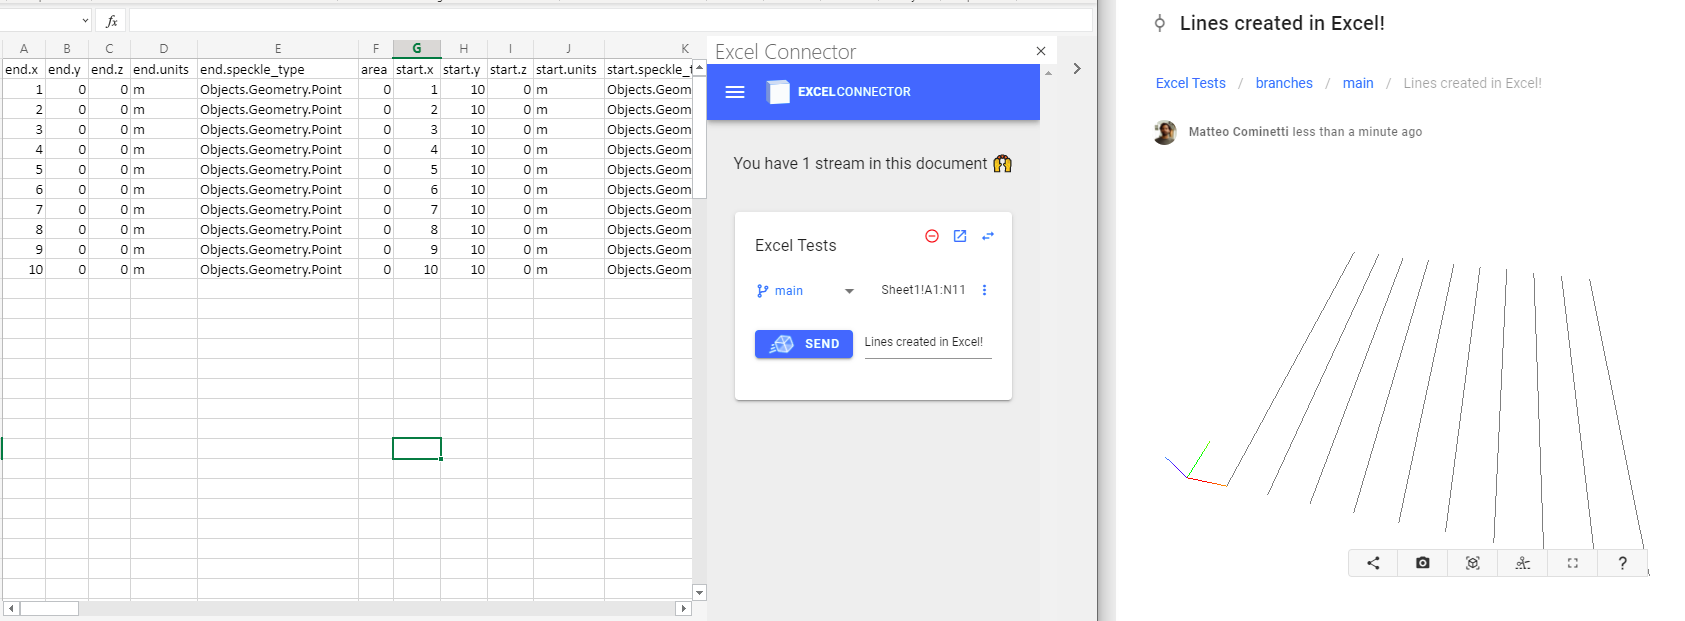 fx
A B C D E F G H I J K
end.x end.y end.z end.units end.speckle_type area start.x start.y start.z start.units start.speckle_t
1 0 0 m Objects.Geometry.Point 0 1 10 0 m Objects.Geom
2 0 0 m Objects.Geometry.Point 0 2 10 0 m Objects.Geom
3 0 0 m Objects.Geometry.Point 0 3 10 0 m Objects.Geom
4 0 0 m Objects.Geometry.Point 0 4 10 0 m Objects.Geom
5 0 0 m Objects.Geometry.Point 0 5 10 0 m Objects.Geom
6 0 0 m Objects.Geometry.Point 0 6 10 0 m Objects.Geom
7 0 0 m Objects.Geometry.Point 0 7 10 0 m Objects.Geom
8 0 0 m Objects.Geometry.Point 0 8 10 0 m Objects.Geom
9 0 0 m Objects.Geometry.Point 0 9 10 0 m Objects.Geom
10 0 0 m Objects.Geometry.Point 0 10 10 0 m Objects.Geom
Excel Connector
EXCELCONNECTOR
You have 1 stream in this document 🙌
Excel Tests
main Sheet1!A1:N11
SEND Lines created in Excel!
Lines created in Excel!
Excel Tests / branches / main / Lines created in Excel!
Matteo Cominetti less than a minute ago
?